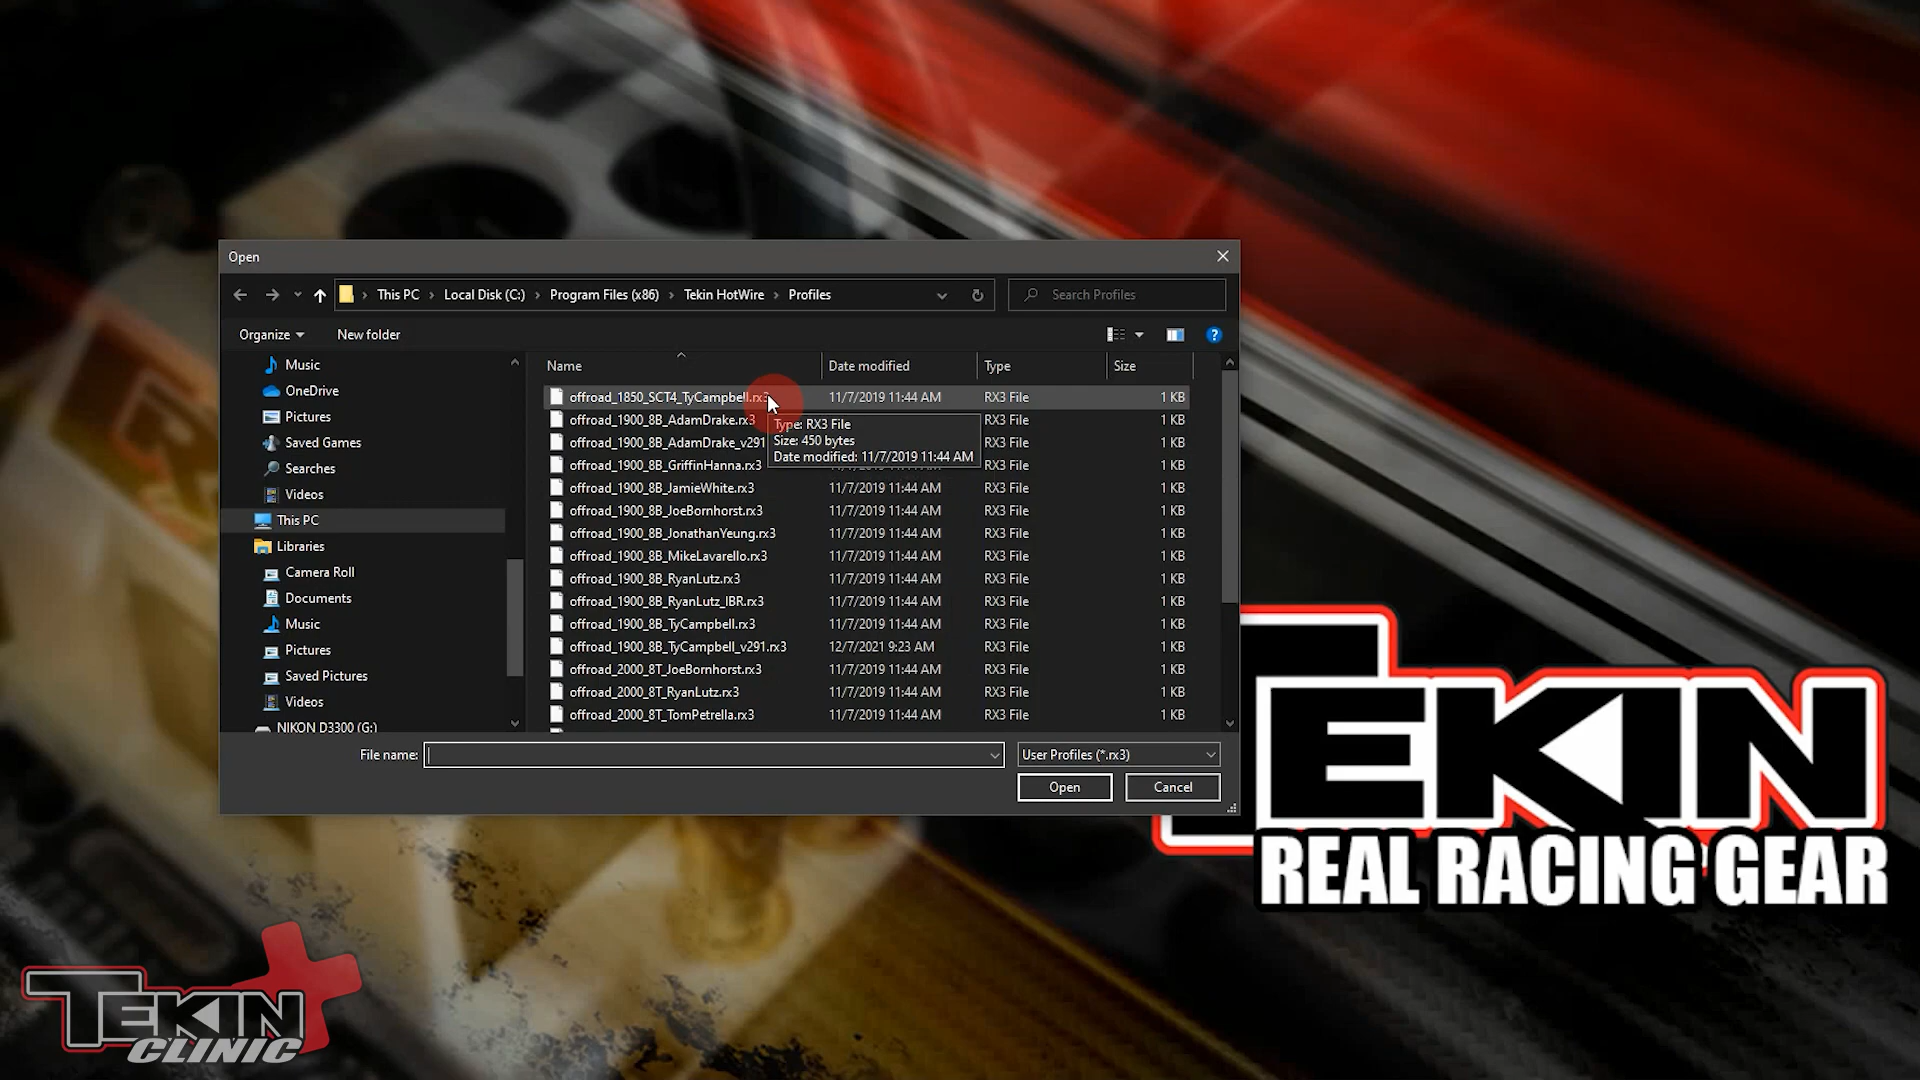 Open
This PC
Local Disk (C:)
Program Files (x86)
Tekin HotWire
Profiles
Search Profiles
Organize
New folder
Name
Date modified
Type
Size
Music
OneDrive
Pictures
Saved Games
Searches
Videos
This PC
Libraries
Camera Roll
Documents
Music
Pictures
Saved Pictures
Videos
NIKON D3300 (G:)
offroad_1850_SCT4_TyCampbell.rx3 11/7/2019 11:44 AM RX3 File 1 KB
offroad_1900_8B_AdamDrake.rx3 RX3 File 1 KB
offroad_1900_8B_AdamDrake_v291 RX3 File 1 KB
offroad_1900_8B_GriffinHanna.rx3 11/7/2019 11:44 AM RX3 File 1 KB
offroad_1900_8B_JamieWhite.rx3 11/7/2019 11:44 AM RX3 File 1 KB
offroad_1900_8B_JoeBornhorst.rx3 11/7/2019 11:44 AM RX3 File 1 KB
offroad_1900_8B_JonathanYeung.rx3 11/7/2019 11:44 AM RX3 File 1 KB
offroad_1900_8B_MikeLavarello.rx3 11/7/2019 11:44 AM RX3 File 1 KB
offroad_1900_8B_RyanLutz.rx3 11/7/2019 11:44 AM RX3 File 1 KB
offroad_1900_8B_RyanLutz_IBR.rx3 11/7/2019 11:44 AM RX3 File 1 KB
offroad_1900_8B_TyCampbell.rx3 11/7/2019 11:44 AM RX3 File 1 KB
offroad_1900_8B_TyCampbell_v291.rx3 12/7/2021 9:23 AM RX3 File 1 KB
offroad_2000_8T_JoeBornhorst.rx3 11/7/2019 11:44 AM RX3 File 1 KB
offroad_2000_8T_RyanLutz.rx3 11/7/2019 11:44 AM RX3 File 1 KB
offroad_2000_8T_TomPetrella.rx3 11/7/2019 11:44 AM RX3 File 1 KB
Type: RX3 File
Size: 450 bytes
Date modified: 11/7/2019 11:44 AM
File name:
User Profiles (*.rx3)
Open
Cancel
TEKIN
REAL RACING GEAR
TEKIN
CLINIC